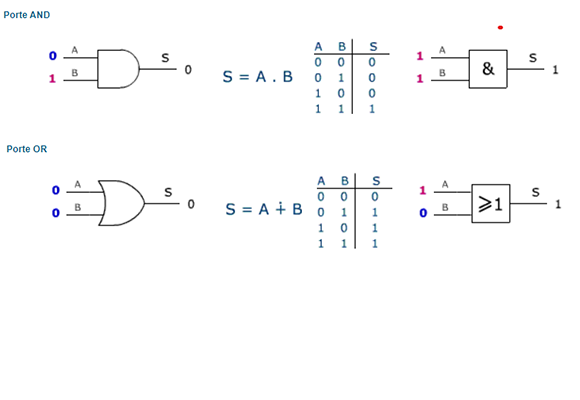 Porte AND
0 A
1 B
S 0
S = A . B
A B S
0 0 0
0 1 0
1 0 0
1 1 1
1 A
1 B
&
S 1
Porte OR
0 A
0 B
S 0
S = A + B
A B S
0 0 0
0 1 1
1 0 1
1 1 1
1 A
0 B
⩾1
S 1